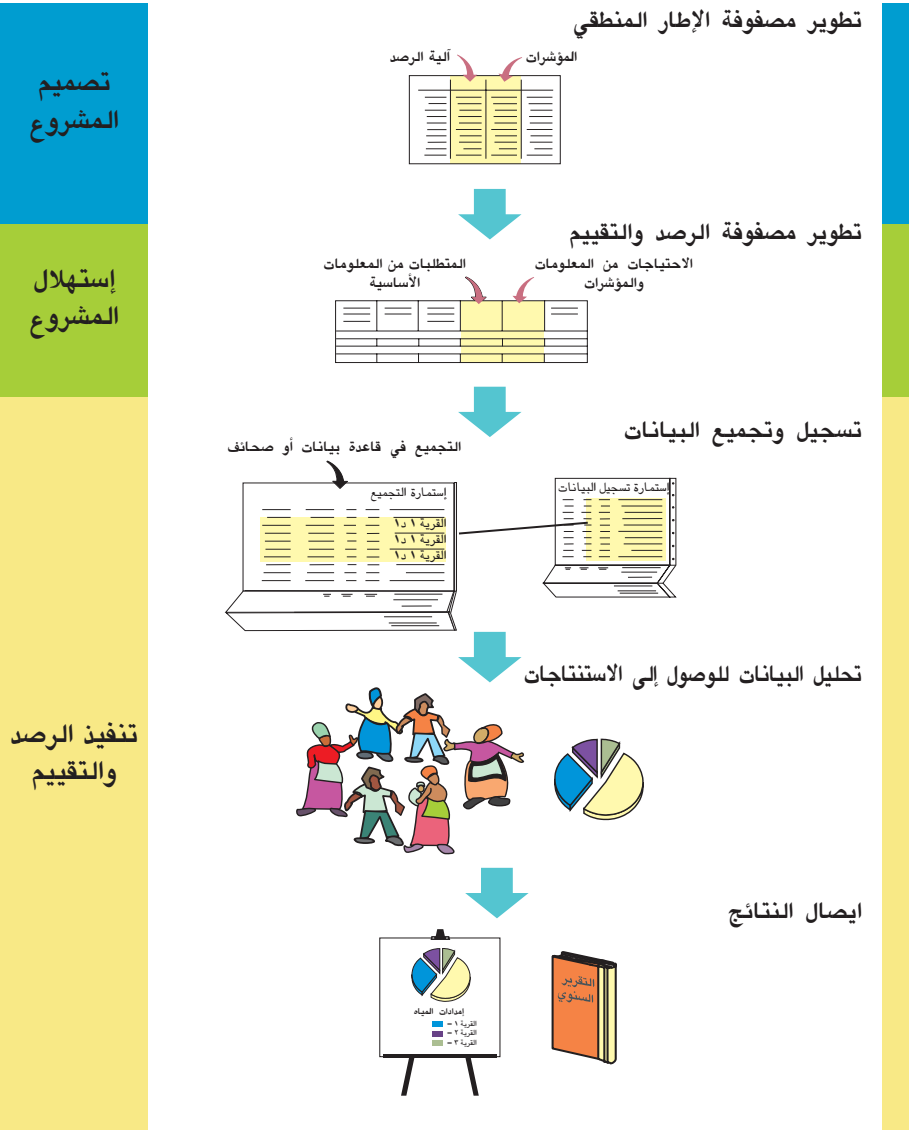 تطوير مصفوفة الإطار المنطقي
المؤشرات
آلية الرصد
تصميم
المشروع
تطوير مصفوفة الرصد والتقييم
الاحتياجات من المعلومات
والمؤشرات
المتطلبات من المعلومات
الأساسية
إستهلال
المشروع
تسجيل وتجميع البيانات
التجميع في قاعدة بيانات أو صحائف
إستمارة تسجيل البيانات
إستمارة التجميع
القرية ١ د١
القرية ١ د١
القرية ١ د١
تحليل البيانات للوصول إلى الاستنتاجات
تنفيذ الرصد
والتقييم
ايصال النتائج
التقرير
السنوي
إمدادات المياه
القرية ١ =
القرية ٢ =
القرية ٣ =